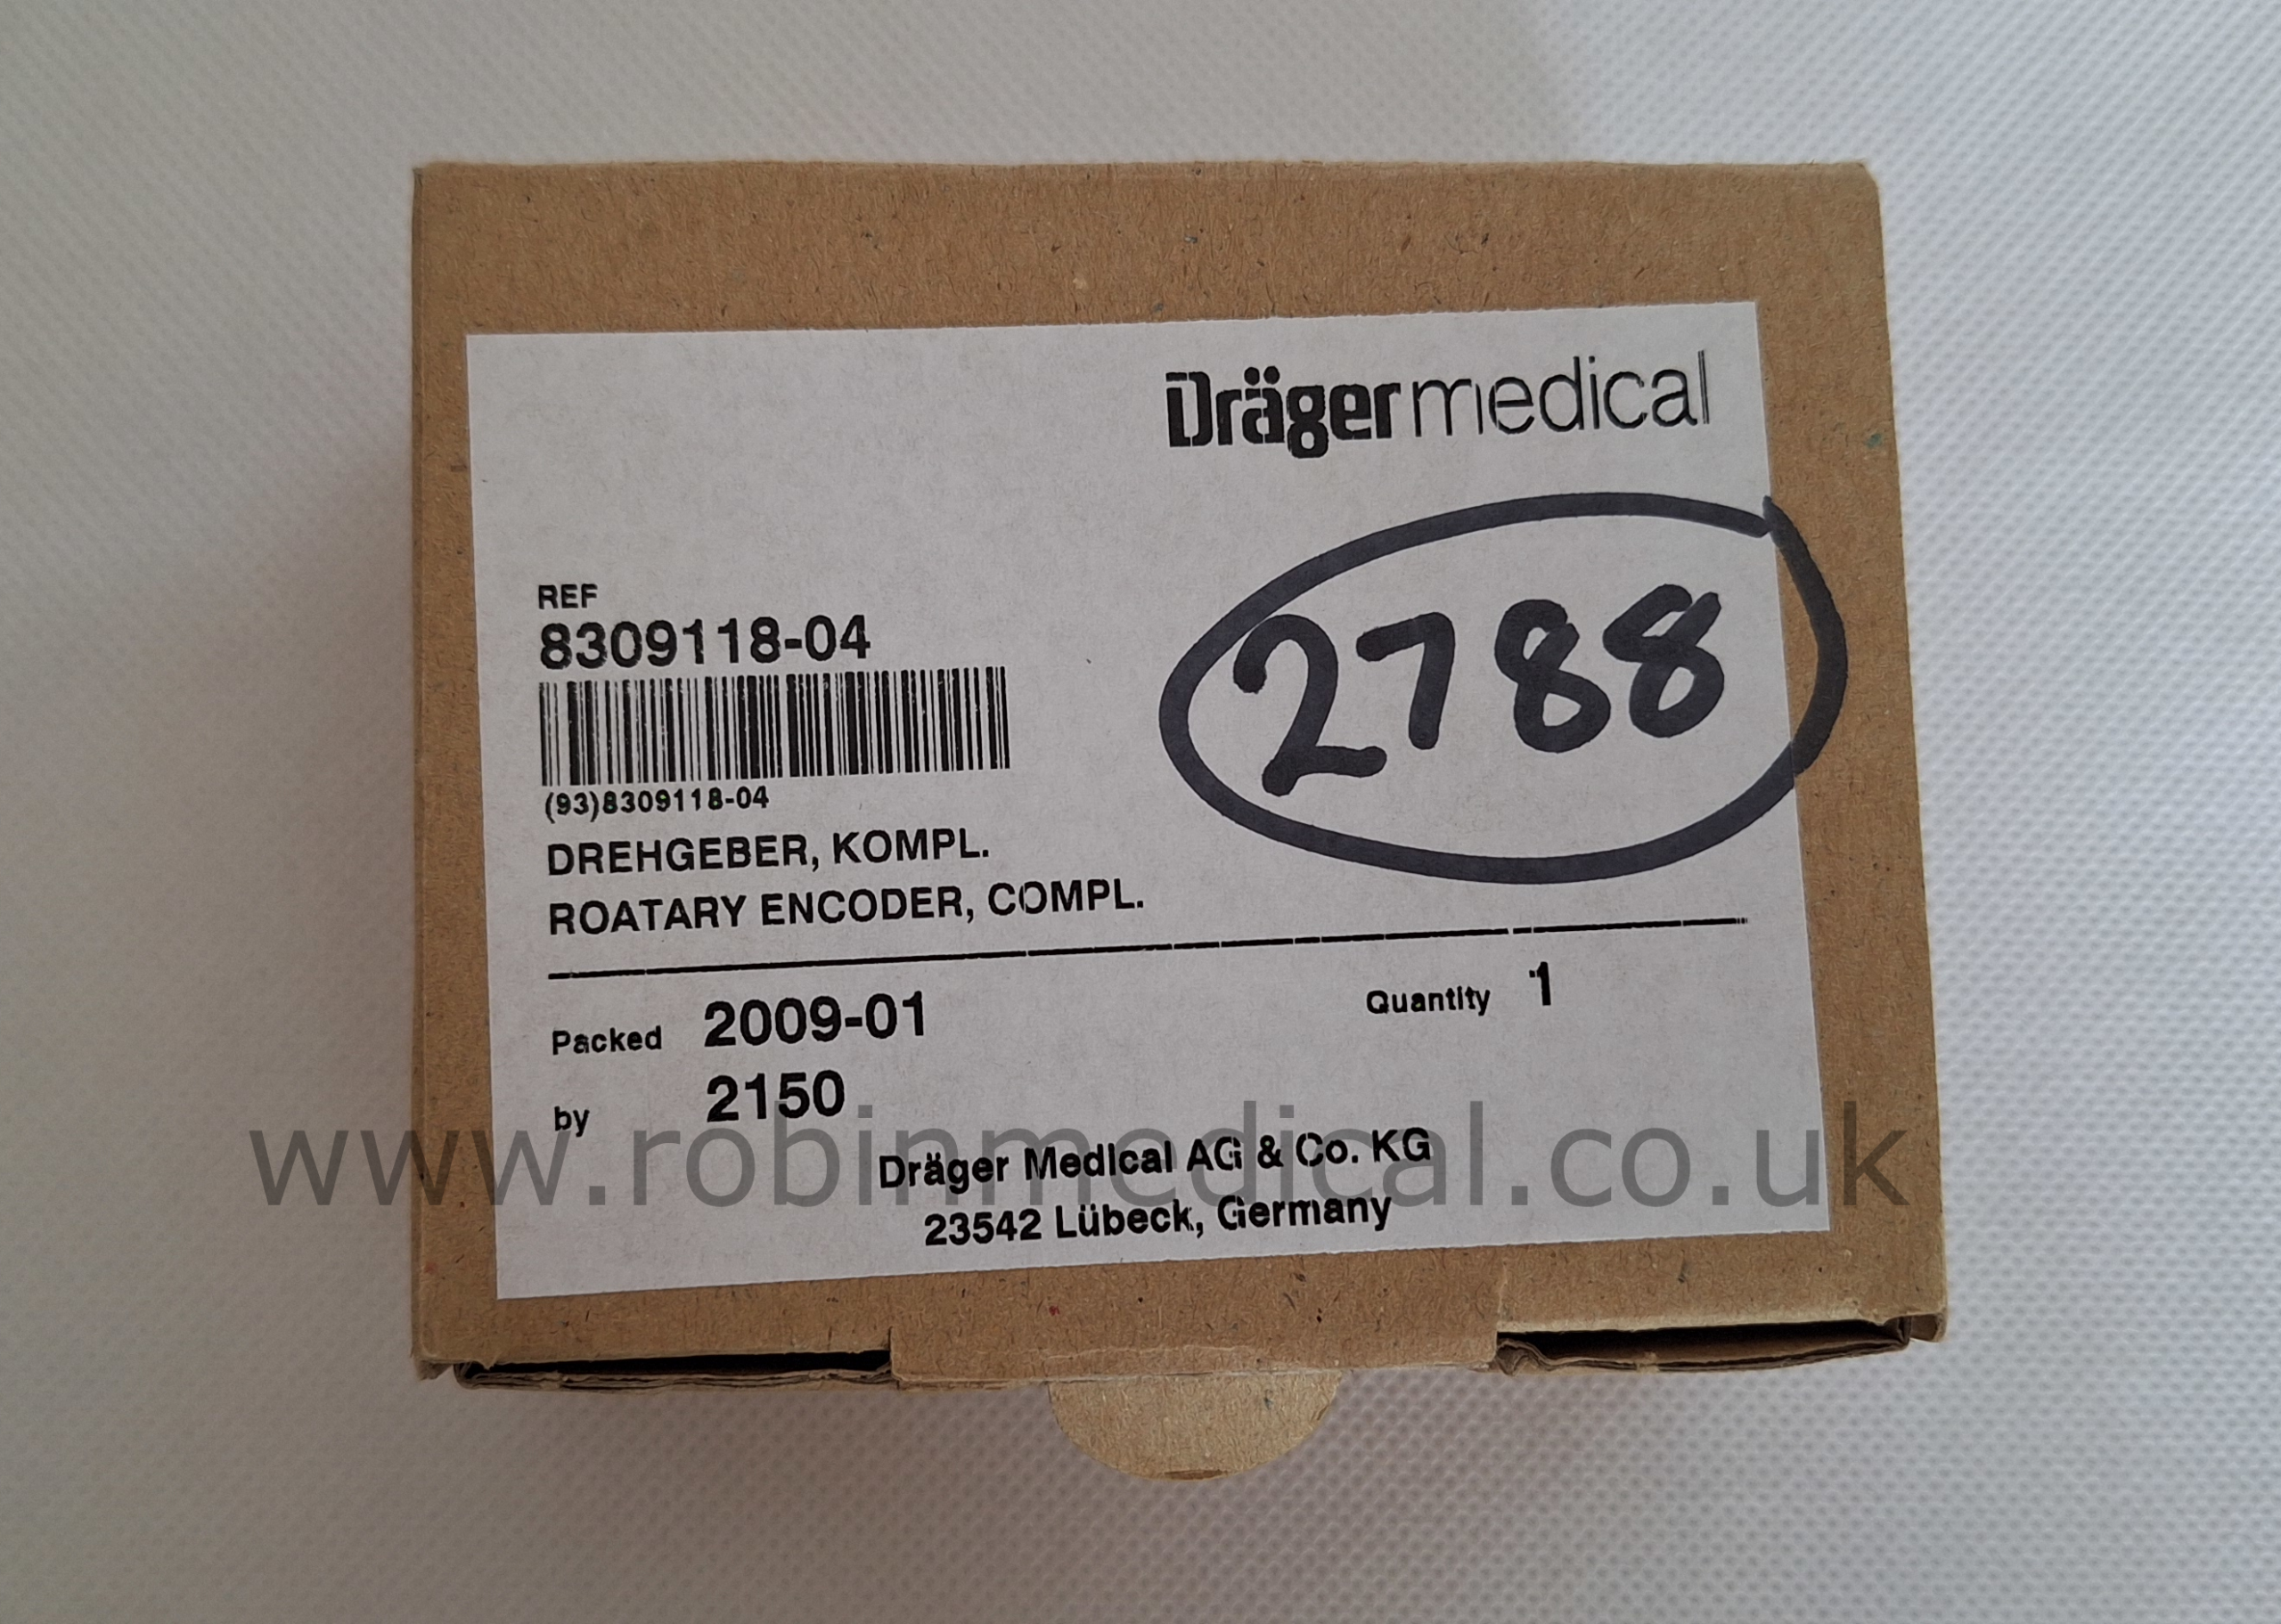 Drägermedical
REF
8309118-04
2788
(93)8309118-04
DREHGEBER, KOMPL.
ROATARY ENCODER, COMPL.
Packed 2009-01 Quantity 1
by 2150
www.robinmedical.co.uk
Dräger Medical AG & Co. KG
23542 Lübeck, Germany